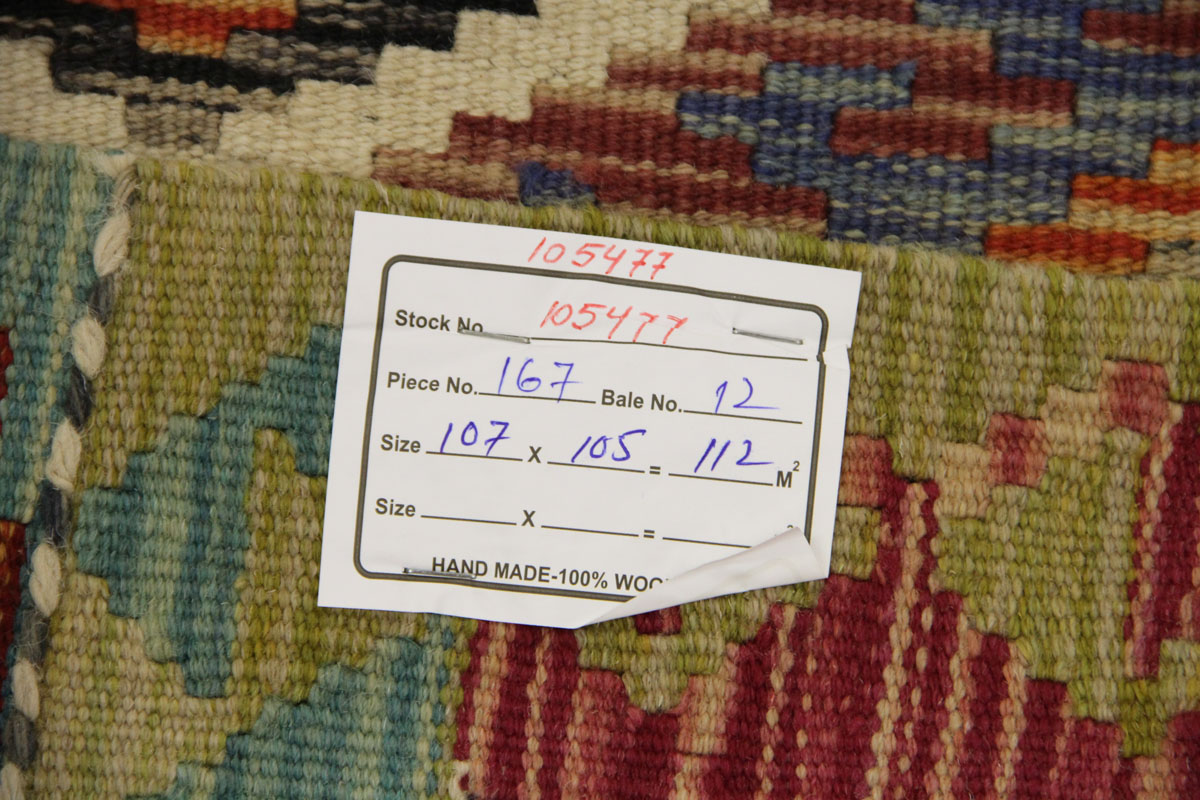 105477
Stock No. 105477
Piece No. 167 Bale No. 12
Size 107 X 105 = 112 M²
Size X =
HAND MADE-100%